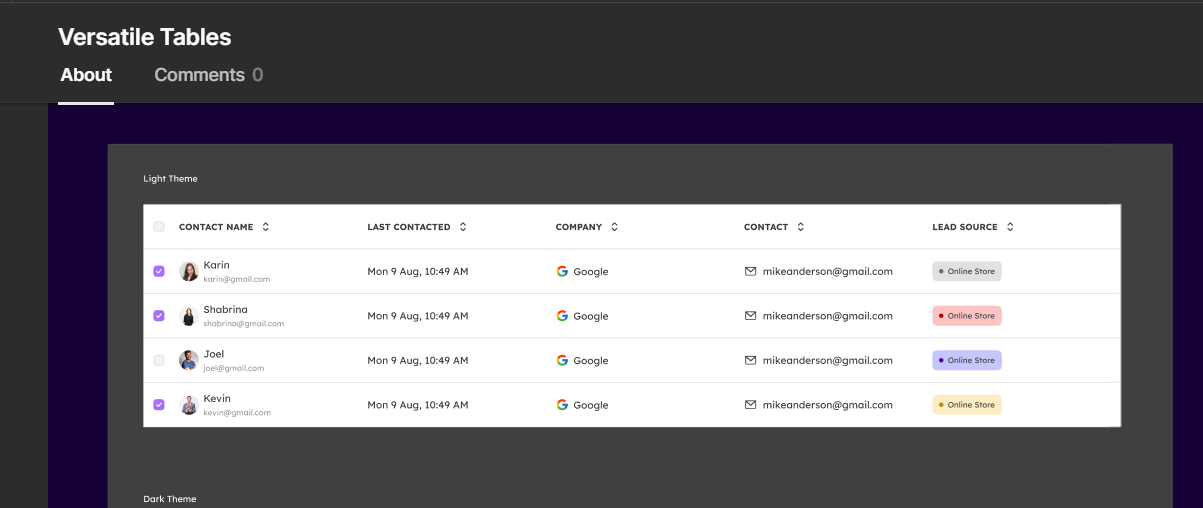 Versatile Tables
About Comments 0
Light Theme
CONTACT NAME LAST CONTACTED COMPANY CONTACT LEAD SOURCE
Karin
karin@gmail.com Mon 9 Aug, 10:49 AM Google mikeanderson@gmail.com Online Store
Shabrina
shabrina@gmail.com Mon 9 Aug, 10:49 AM Google mikeanderson@gmail.com Online Store
Joel
joel@gmail.com Mon 9 Aug, 10:49 AM Google mikeanderson@gmail.com Online Store
Kevin
kevin@gmail.com Mon 9 Aug, 10:49 AM Google mikeanderson@gmail.com Online Store
Dark Theme